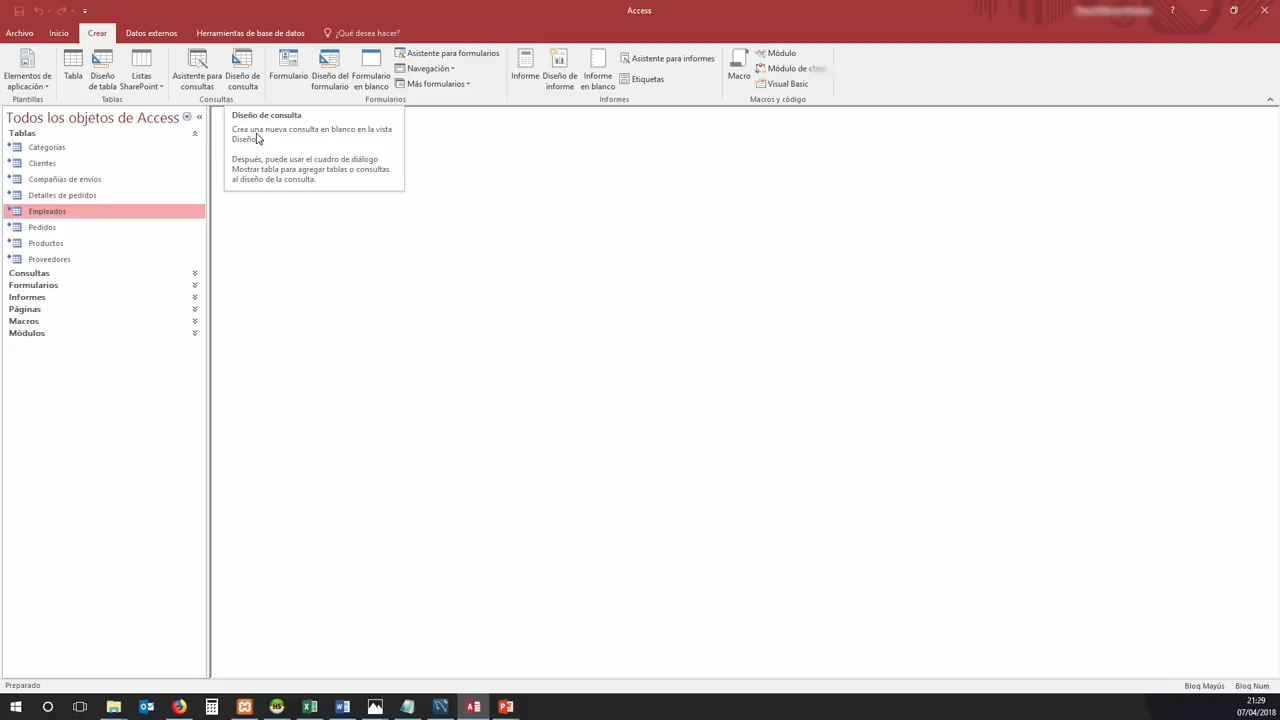 Access
Archivo
Inicio
Crear
Datos externos
Herramientas de base de datos
¿Qué desea hacer?
?
Elementos de aplicación
Tabla
Diseño de tabla
Listas SharePoint
Asistente para consultas
Diseño de consulta
Formulario
Diseño del formulario
Formulario en blanco
Asistente para formularios
Navegación
Más formularios
Informe
Diseño de informe
Informe en blanco
Asistente para informes
Etiquetas
Macro
Módulo
Módulo de clase
Visual Basic
Plantillas
Tablas
Consultas
Formularios
Informes
Macros y código
Todos los objetos de Access
Tablas
Categorías
Clientes
Compañías de envíos
Detalles de pedidos
Empleados
Pedidos
Productos
Proveedores
Consultas
Formularios
Informes
Páginas
Macros
Módulos
Diseño de consulta
Crea una nueva consulta en blanco en la vista
Diseño.
Después, puede usar el cuadro de diálogo
Mostrar tabla para agregar tablas o consultas
al diseño de la consulta.
Preparado
Bloq Mayús
Bloq Num
21:29
07/04/2018